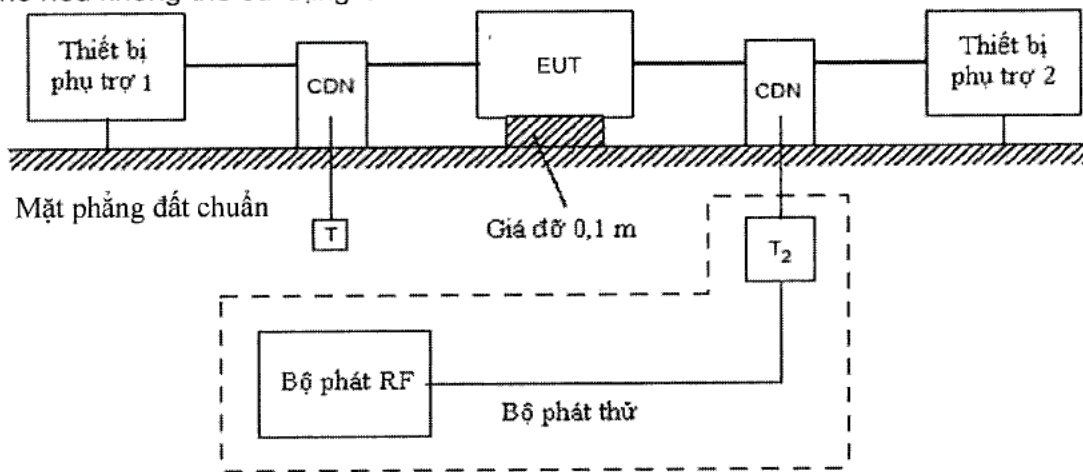 Thiết bị
phụ trợ 1
CDN
EUT
CDN
Thiết bị
phụ trợ 2
Mặt phẳng đất chuẩn
T
Giá đỡ 0,1 m
T₂
Bộ phát RF
Bộ phát thử